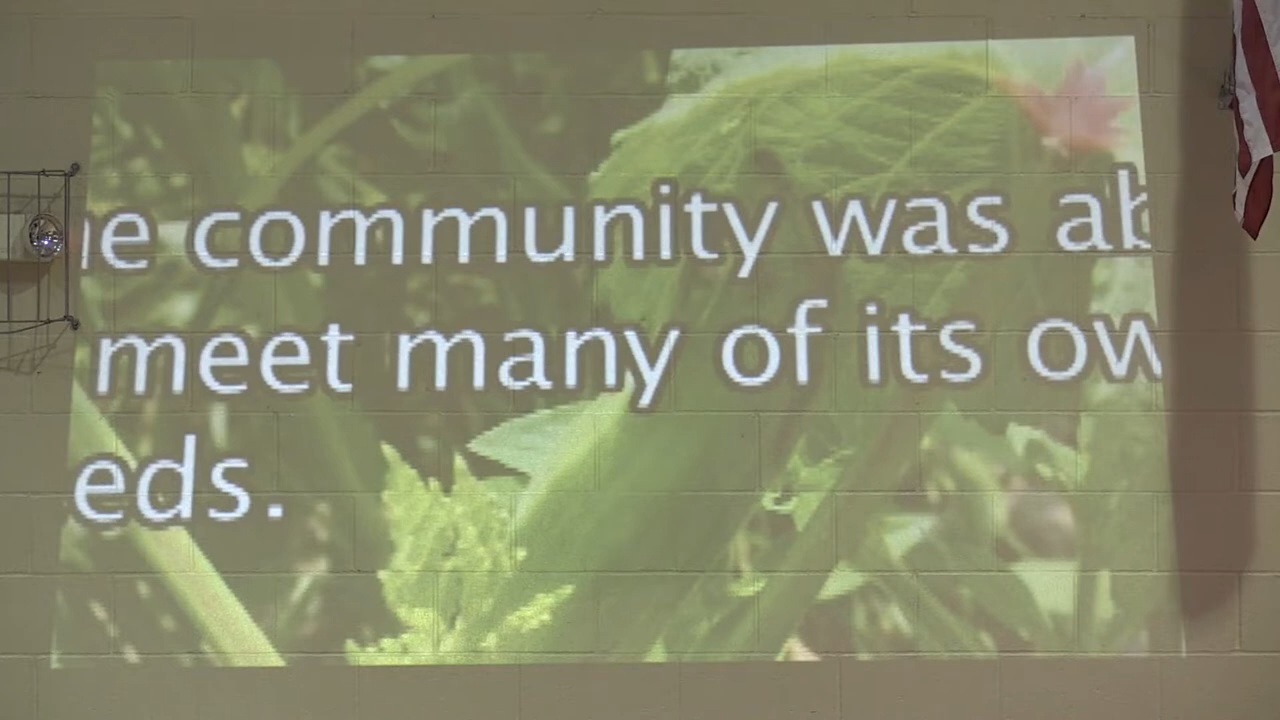 e community was ab
meet many of its ow
eds.